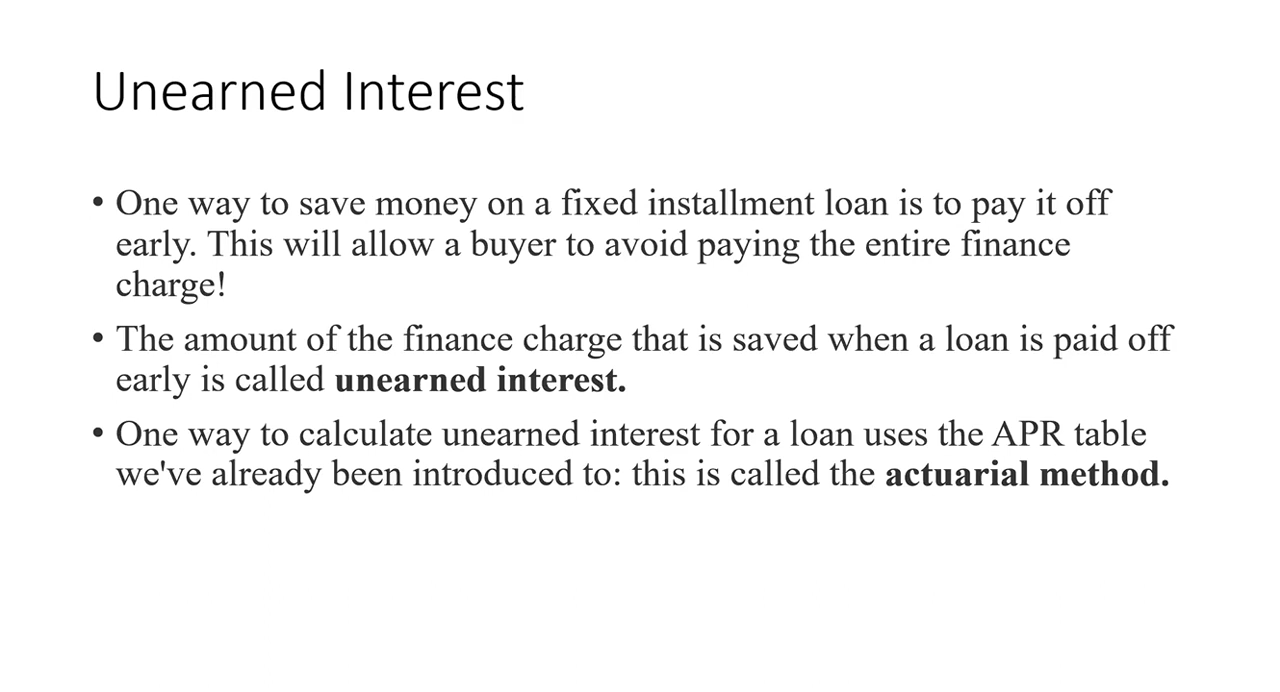 Unearned Interest
• One way to save money on a fixed installment loan is to pay it off
early. This will allow a buyer to avoid paying the entire finance
charge!
• The amount of the finance charge that is saved when a loan is paid off
early is called unearned interest.
• One way to calculate unearned interest for a loan uses the APR table
we've already been introduced to: this is called the actuarial method.